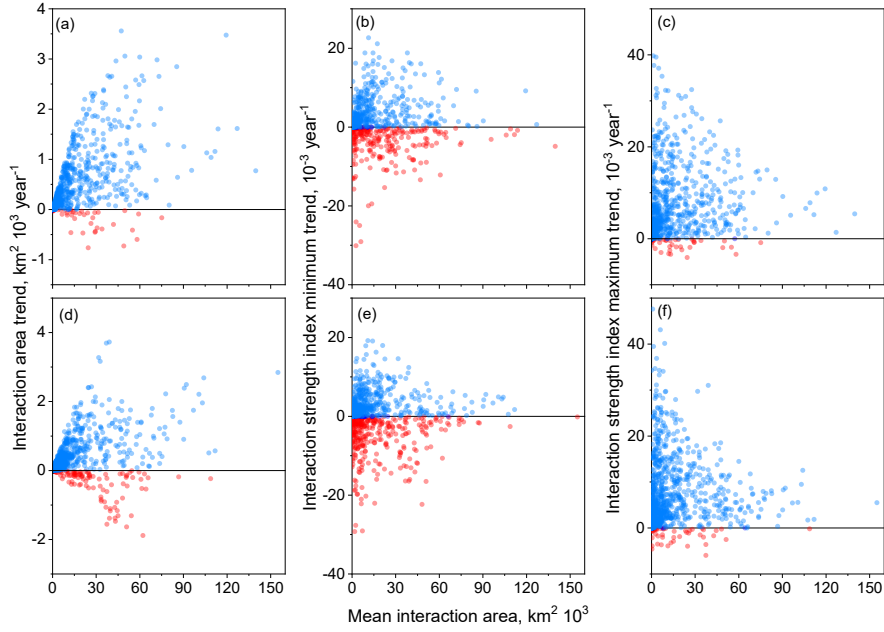 (a)
(b)
(c)
4
3
2
1
0
-1
20
0
-20
-40
40
20
0
(d)
(e)
(f)
4
2
0
-2
20
0
-20
-40
40
20
0
0 30 60 90 120 150
0 30 60 90 120 150
0 30 60 90 120 150
Interaction area trend, km² 10³ year⁻¹
Interaction strength index minimum trend, 10⁻³ year⁻¹
Interaction strength index maximum trend, 10⁻³ year⁻¹
Mean interaction area, km² 10³